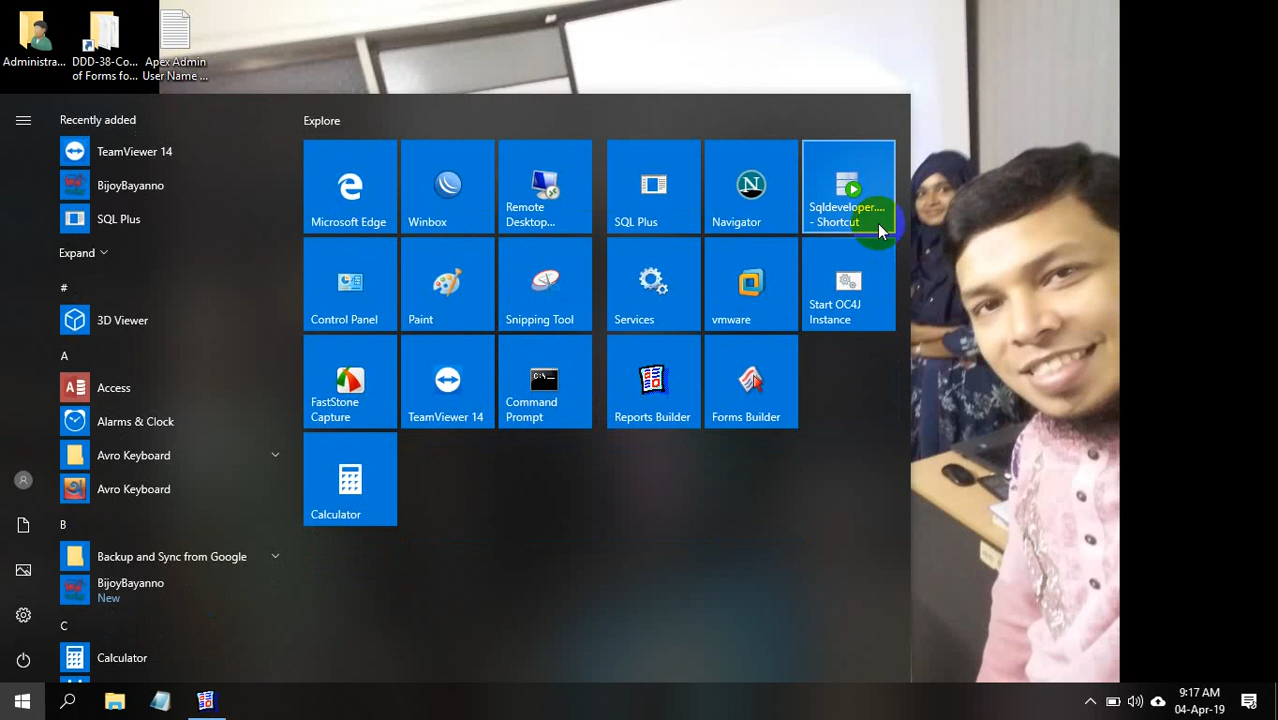 Administra...
DDD-38-Co...
of Forms fo...
Apex Admin
User Name ...
Recently added
TeamViewer 14
BijoyBayanno
SQL Plus
Expand
#
3D Viewer
A
Access
Alarms & Clock
Avro Keyboard
Avro Keyboard
B
Backup and Sync from Google
BijoyBayanno
New
C
Calculator
Explore
Microsoft Edge
Winbox
Remote
Desktop...
SQL Plus
Navigator
Sqldeveloper....
- Shortcut
Control Panel
Paint
Snipping Tool
Services
vmware
Start OC4J
Instance
FastStone
Capture
TeamViewer 14
C:\
Command
Prompt
Reports Builder
Forms Builder
Calculator
9:17 AM
04-Apr-19